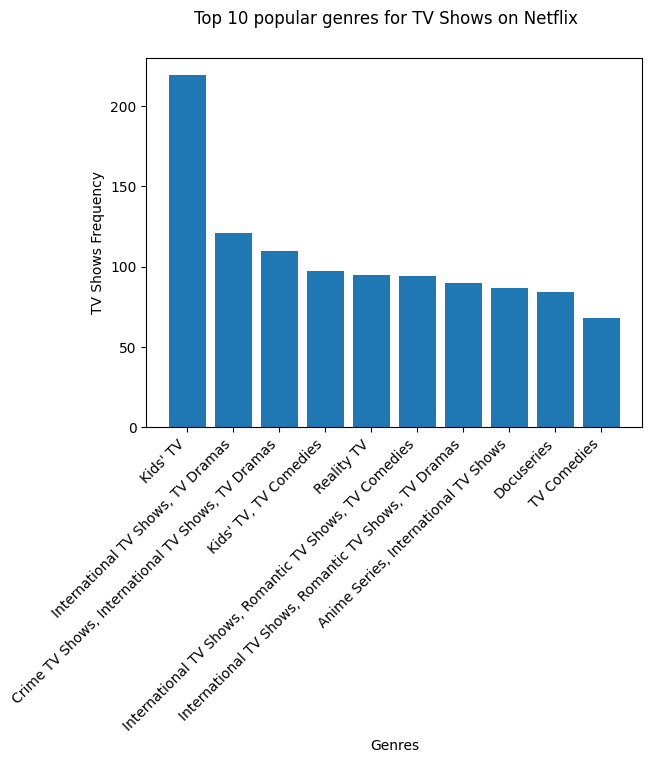 Top 10 popular genres for TV Shows on Netflix
TV Shows Frequency
200
150
100
50
0
Kids' TV
International TV Shows, TV Dramas
Crime TV Shows, International TV Shows, TV Dramas
Kids' TV, TV Comedies
Reality TV
International TV Shows, Romantic TV Shows, TV Comedies
International TV Shows, Romantic TV Shows, TV Dramas
Anime Series, International TV Shows
Docuseries
TV Comedies
Genres